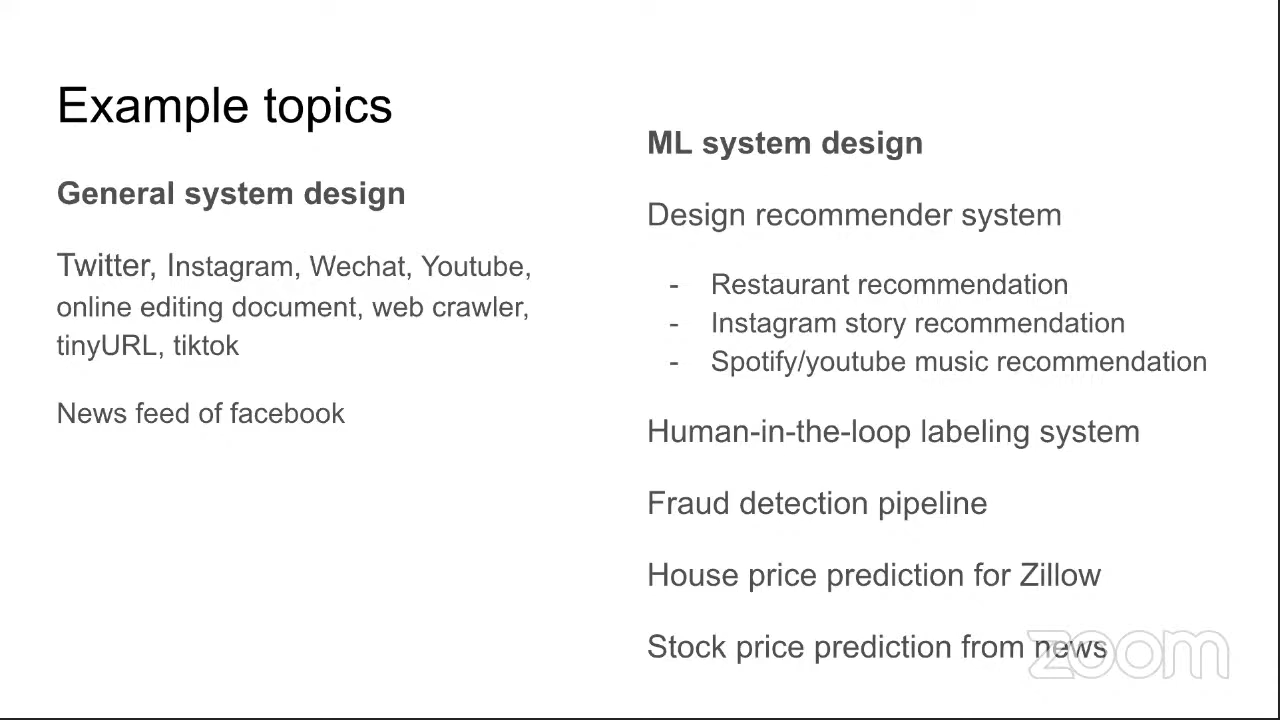 Example topics
General system design
Twitter, Instagram, Wechat, Youtube,
online editing document, web crawler,
tinyURL, tiktok
News feed of facebook
ML system design
Design recommender system
- Restaurant recommendation
- Instagram story recommendation
- Spotify/youtube music recommendation
Human-in-the-loop labeling system
Fraud detection pipeline
House price prediction for Zillow
Stock price prediction from news
zoom